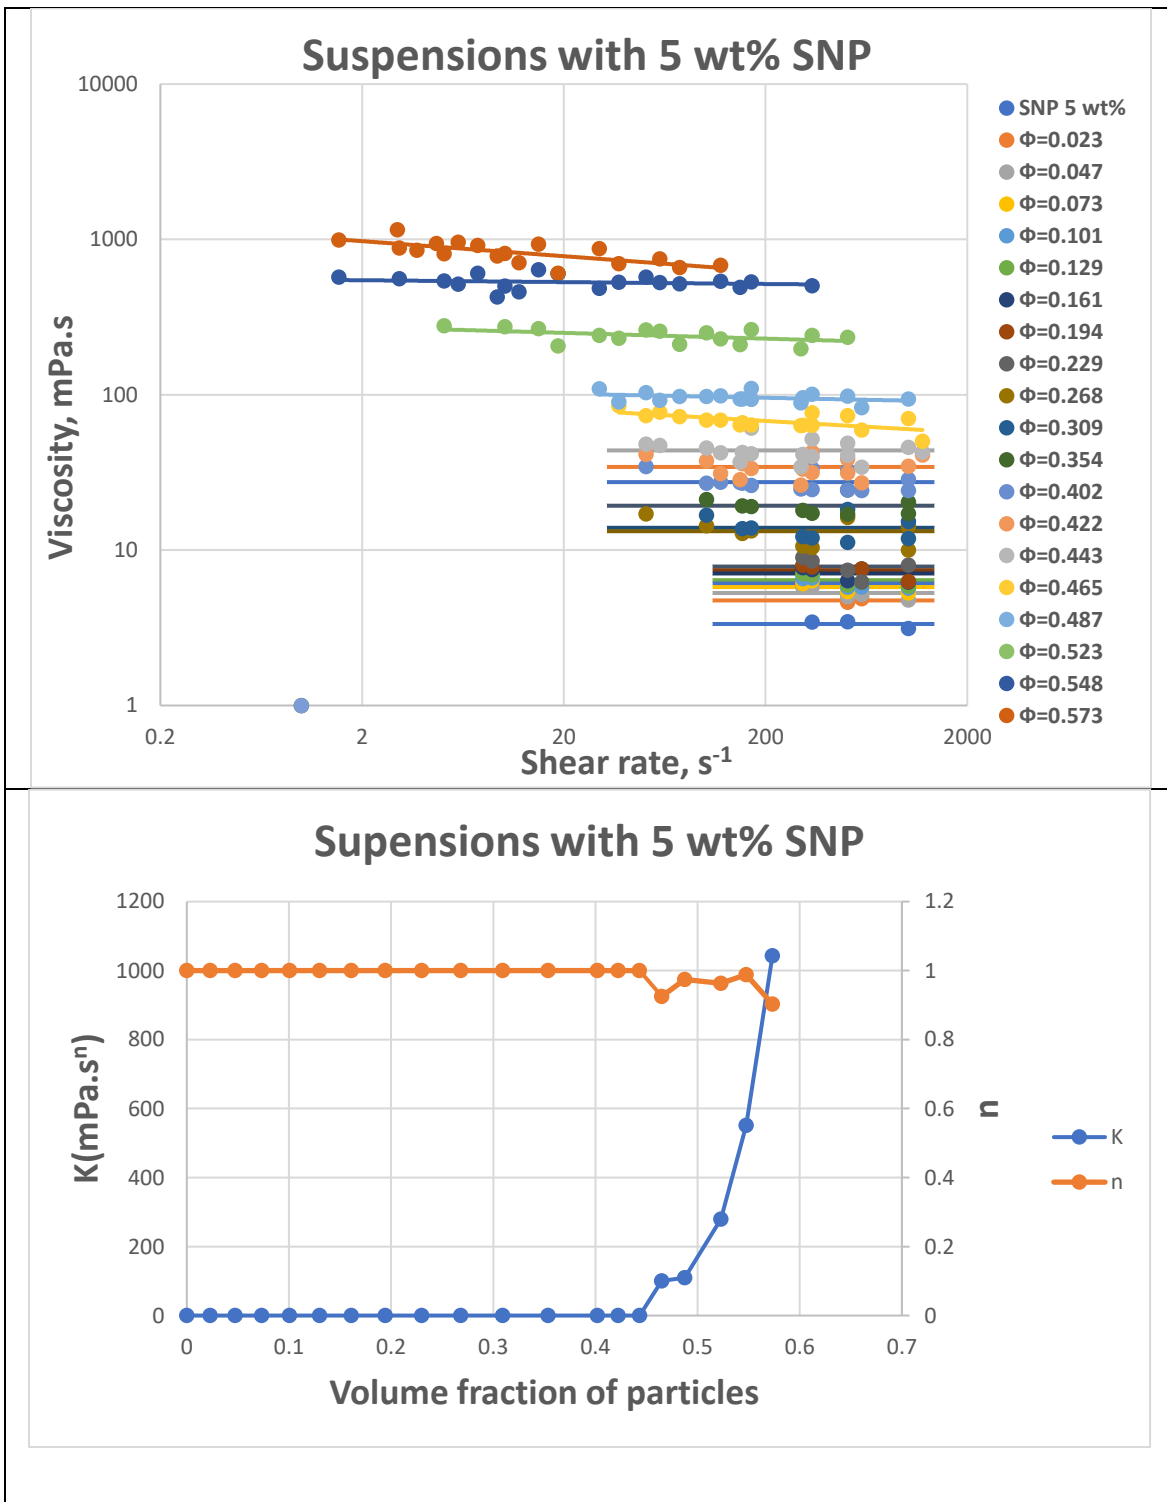 Suspensions with 5 wt% SNP
10000
1000
100
10
1
Viscosity, mPa.s
0.2 2 20 200 2000
Shear rate, s⁻¹
SNP 5 wt%
Φ=0.023
Φ=0.047
Φ=0.073
Φ=0.101
Φ=0.129
Φ=0.161
Φ=0.194
Φ=0.229
Φ=0.268
Φ=0.309
Φ=0.354
Φ=0.402
Φ=0.422
Φ=0.443
Φ=0.465
Φ=0.487
Φ=0.523
Φ=0.548
Φ=0.573
Supensions with 5 wt% SNP
1200
1000
800
600
400
200
0
K(mPa.sⁿ)
1.2
1
0.8
0.6
0.4
0.2
0
n
0 0.1 0.2 0.3 0.4 0.5 0.6 0.7
Volume fraction of particles
K
n